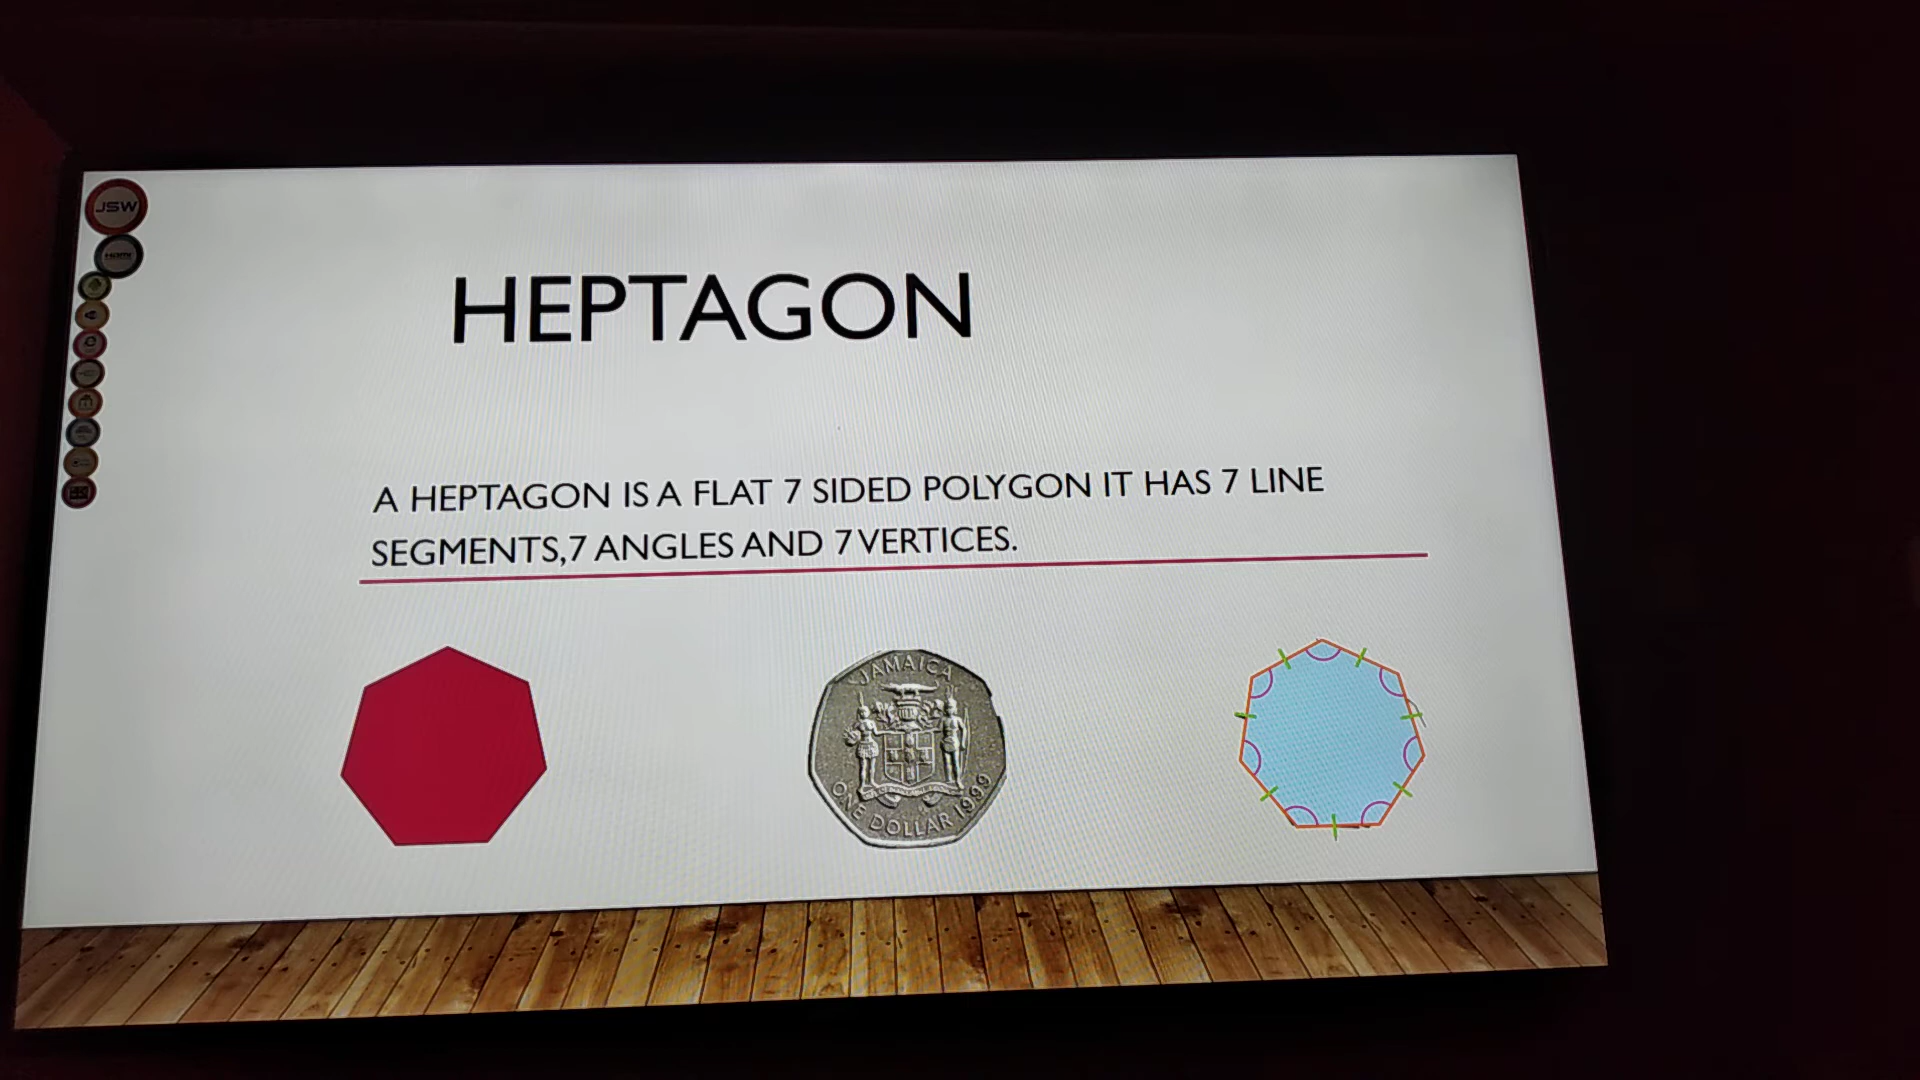 JSW
HEPTAGON
A HEPTAGON IS A FLAT 7 SIDED POLYGON IT HAS 7 LINE
SEGMENTS,7 ANGLES AND 7 VERTICES.
JAMAICA
ONE DOLLAR 1999